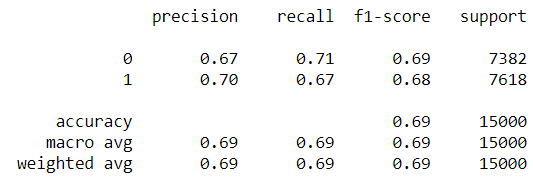 precision recall f1-score support
0 0.67 0.71 0.69 7382
1 0.70 0.67 0.68 7618
accuracy 0.69 15000
macro avg 0.69 0.69 0.69 15000
weighted avg 0.69 0.69 0.69 15000